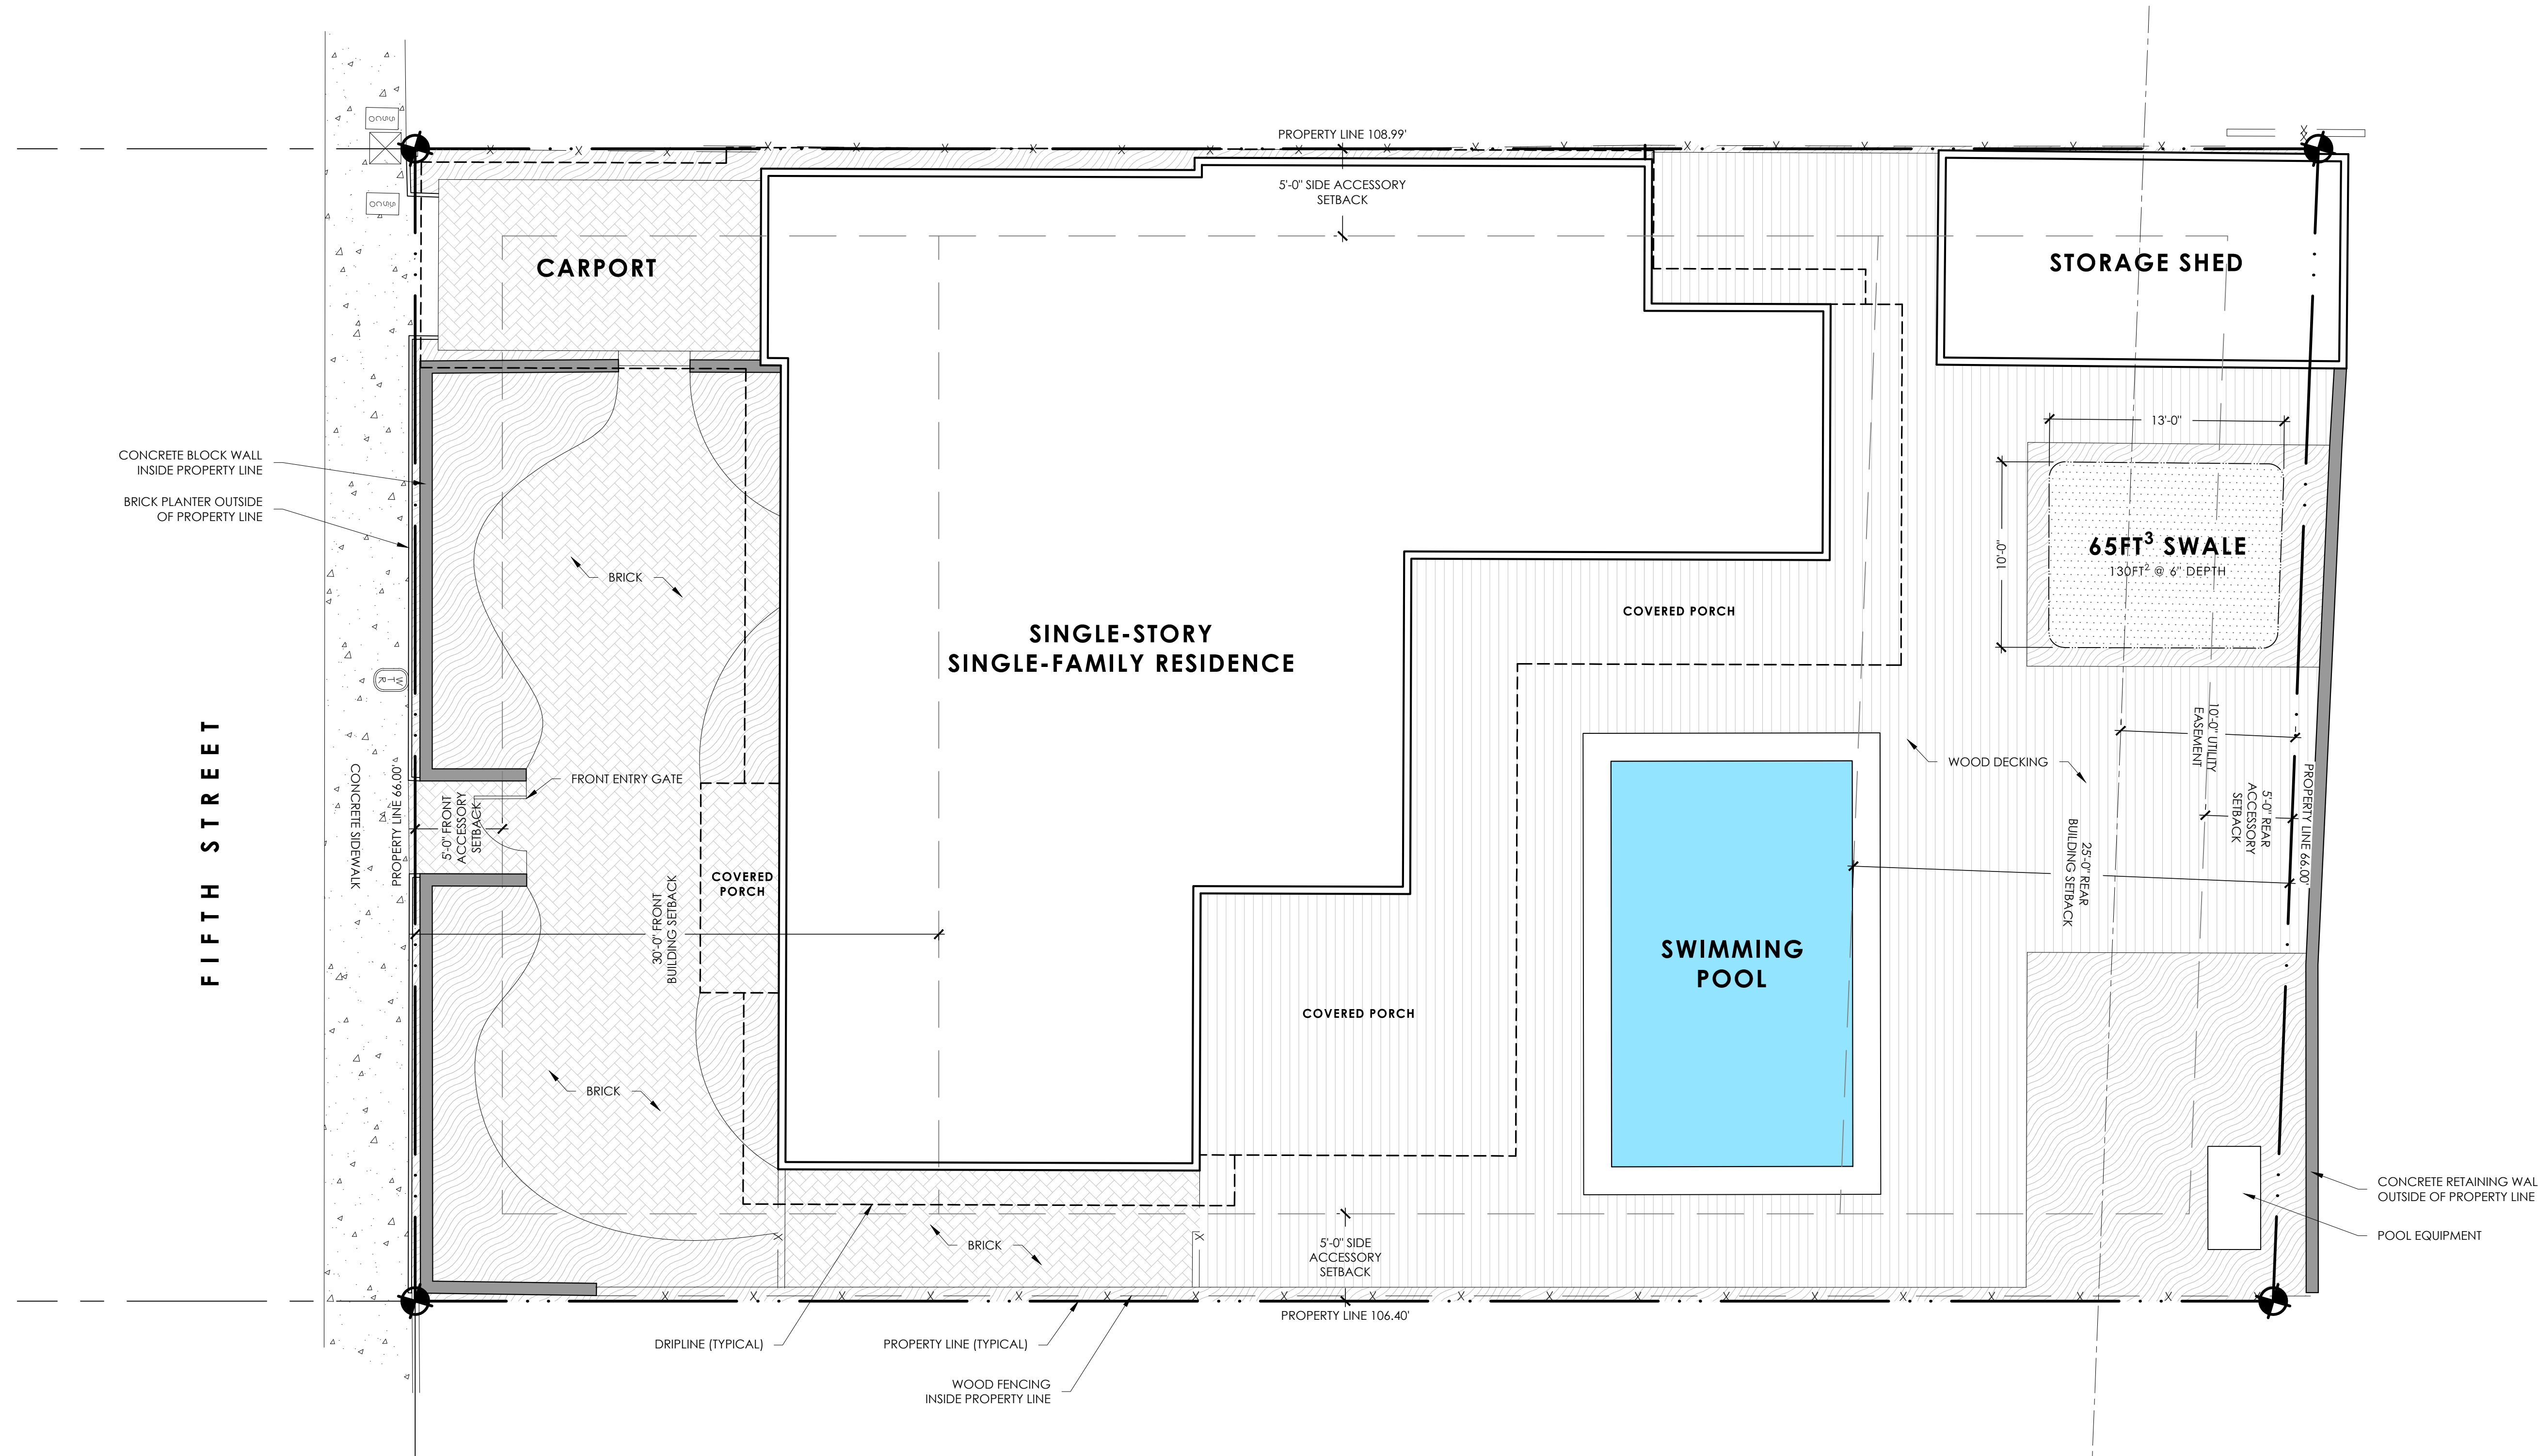 PROPERTY LINE 108.99'
5'-0" SIDE ACCESSORY
SETBACK
CARPORT
STORAGE SHED
13'-0"
10'-0"
65FT³ SWALE
130FT² @ 6" DEPTH
CONCRETE BLOCK WALL
INSIDE PROPERTY LINE
BRICK PLANTER OUTSIDE
OF PROPERTY LINE
BRICK
COVERED PORCH
SINGLE-STORY
SINGLE-FAMILY RESIDENCE
W
T
R
FIFTH STREET
CONCRETE SIDEWALK
PROPERTY LINE 66.00'
5'-0" FRONT
ACCESSORY
SETBACK
FRONT ENTRY GATE
COVERED
PORCH
30'-0" FRONT
BUILDING SETBACK
WOOD DECKING
10'-0" UTILITY
EASEMENT
5'-0" REAR
ACCESSORY
SETBACK
PROPERTY LINE 66.00'
25'-0" REAR
BUILDING SETBACK
SWIMMING
POOL
COVERED PORCH
BRICK
BRICK
5'-0" SIDE
ACCESSORY
SETBACK
CONCRETE RETAINING WAL
OUTSIDE OF PROPERTY LINE
POOL EQUIPMENT
PROPERTY LINE 106.40'
DRIPLINE (TYPICAL)
PROPERTY LINE (TYPICAL)
WOOD FENCING
INSIDE PROPERTY LINE